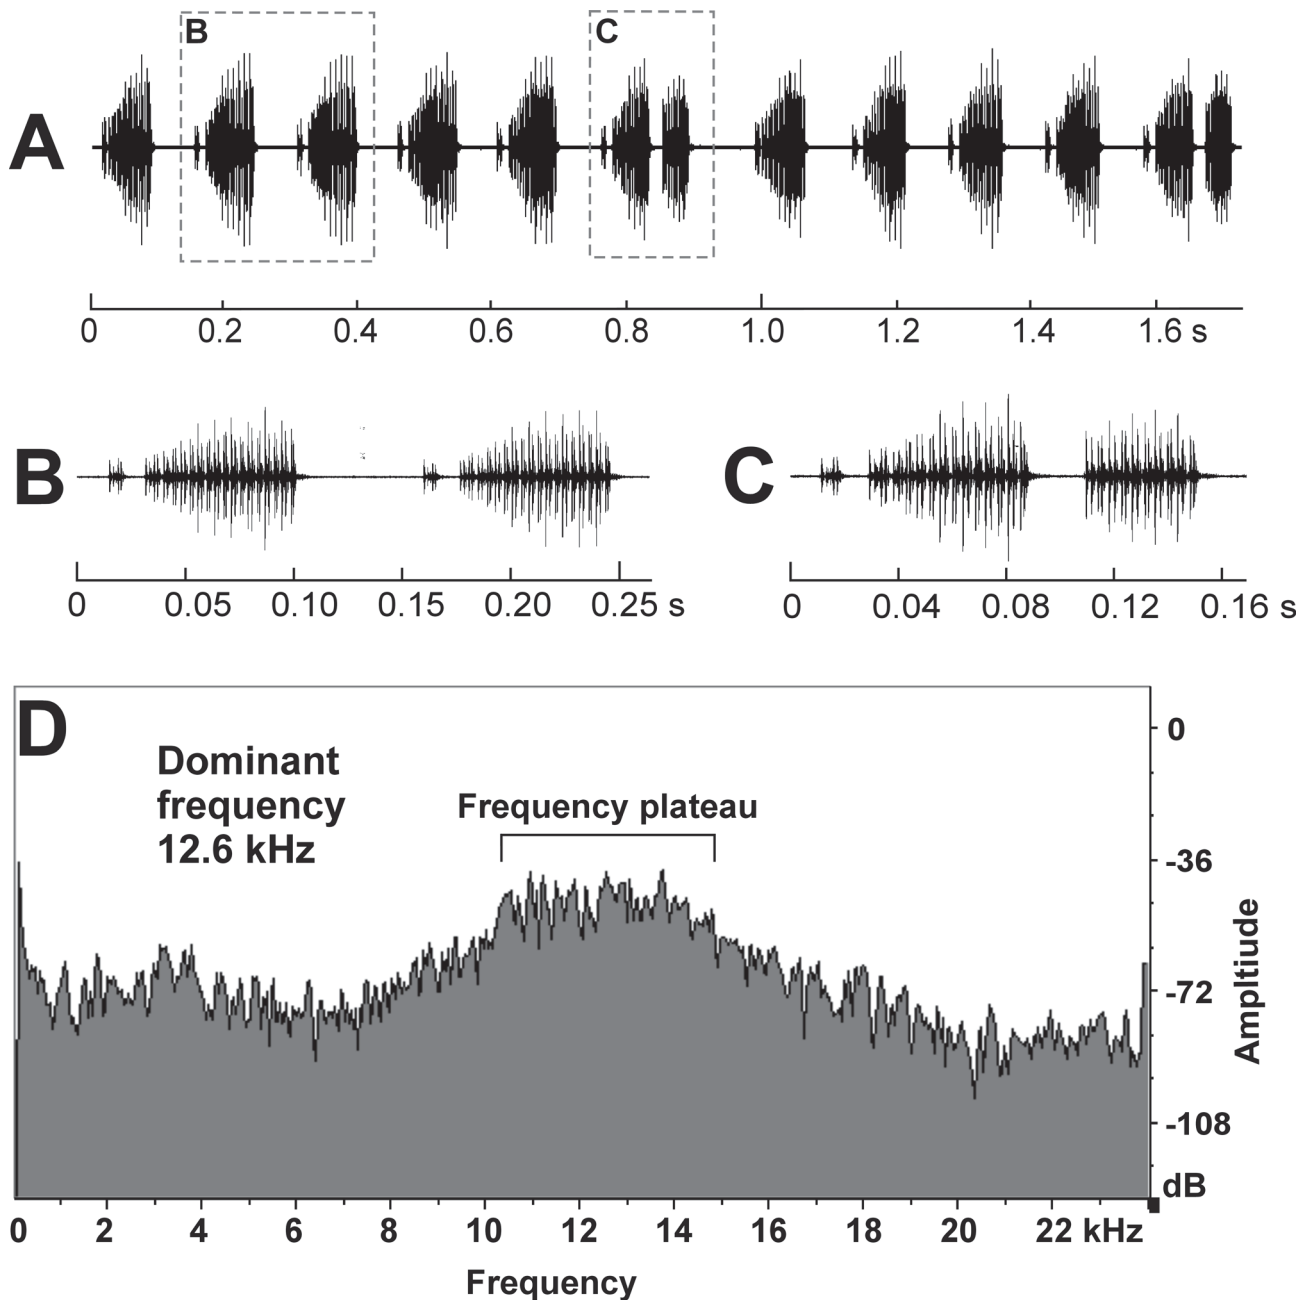 B
C
A
0 0.2 0.4 0.6 0.8 1.0 1.2 1.4 1.6 s
B
0 0.05 0.10 0.15 0.20 0.25 s
C
0 0.04 0.08 0.12 0.16 s
D
Dominant
frequency
12.6 kHz
Frequency plateau
0
-36
-72
-108
dB
Ampltiude
0 2 4 6 8 10 12 14 16 18 20 22 kHz
Frequency